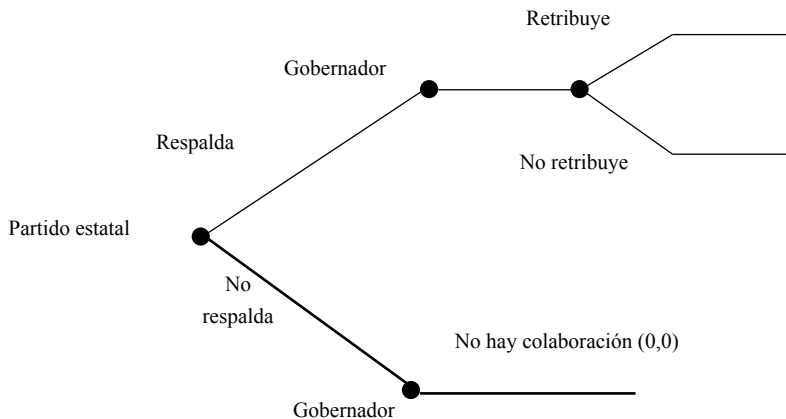 Retribuye
Gobernador
Respalda
No retribuye
Partido estatal
No
respalda
No hay colaboración (0,0)
Gobernador